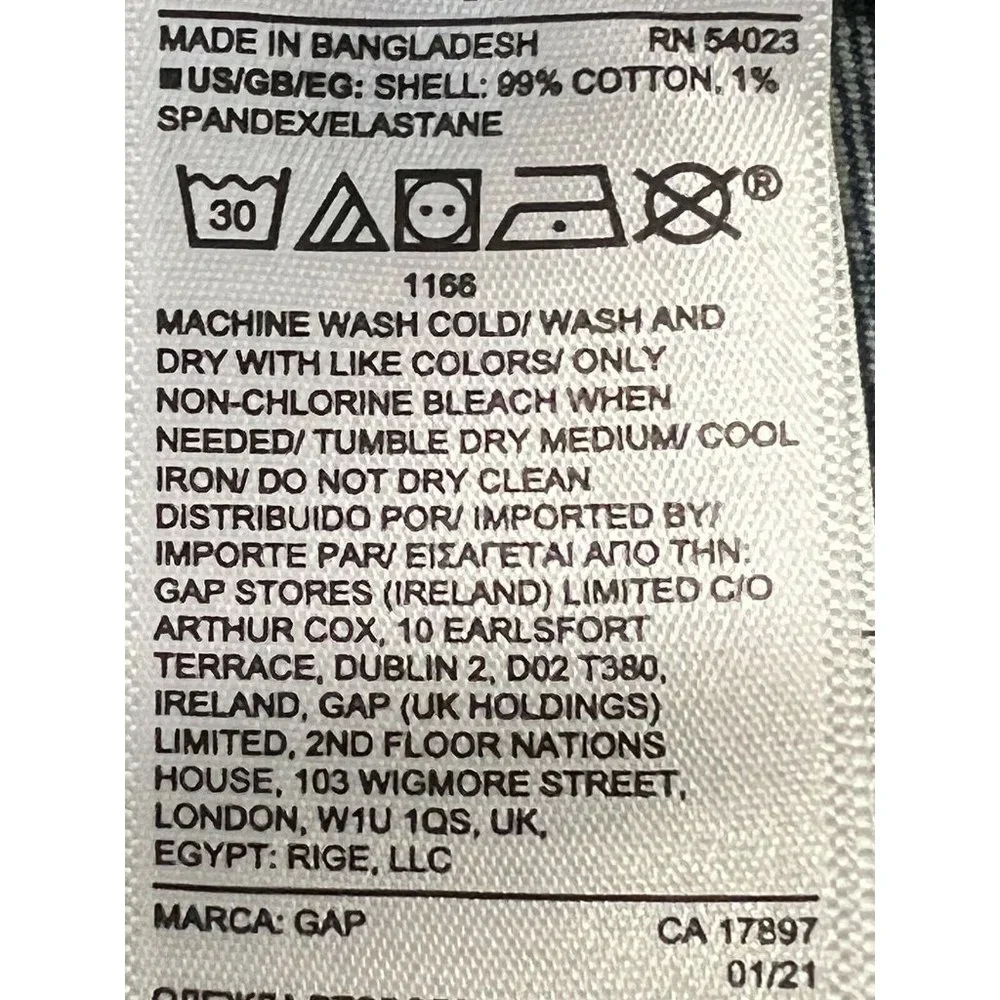 MADE IN BANGLADESH RN 54023
■US/GB/EG: SHELL: 99% COTTON, 1%
SPANDEX/ELASTANE
30 ®
1166
MACHINE WASH COLD/ WASH AND
DRY WITH LIKE COLORS/ ONLY
NON-CHLORINE BLEACH WHEN
NEEDED/ TUMBLE DRY MEDIUM/ COOL
IRON/ DO NOT DRY CLEAN
DISTRIBUIDO POR/ IMPORTED BY/
IMPORTE PAR/ ΕΙΣΑΓΕΤΑΙ ΑΠΟ ΤΗΝ:
GAP STORES (IRELAND) LIMITED C/O
ARTHUR COX, 10 EARLSFORT
TERRACE, DUBLIN 2, D02 T380,
IRELAND, GAP (UK HOLDINGS)
LIMITED, 2ND FLOOR NATIONS
HOUSE, 103 WIGMORE STREET,
LONDON, W1U 1QS, UK,
EGYPT: RIGE, LLC
MARCA: GAP CA 17897
01/21